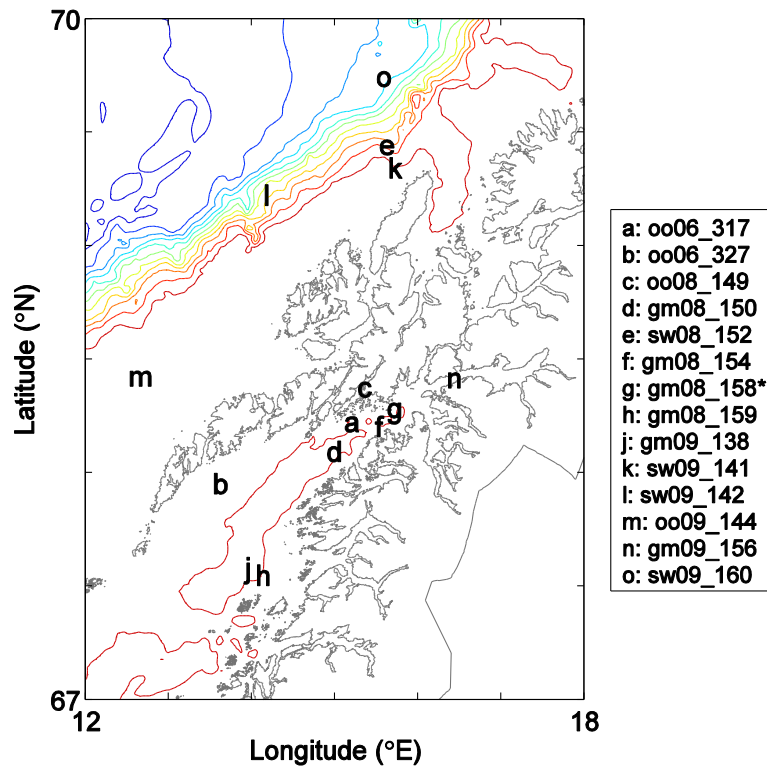 70
o
e
k
l
m
n
c
g
a
f
d
b
j
h
67
12
18
Latitude (°N)
Longitude (°E)
a: oo06_317
b: oo06_327
c: oo08_149
d: gm08_150
e: sw08_152
f: gm08_154
g: gm08_158*
h: gm08_159
j: gm09_138
k: sw09_141
l: sw09_142
m: oo09_144
n: gm09_156
o: sw09_160